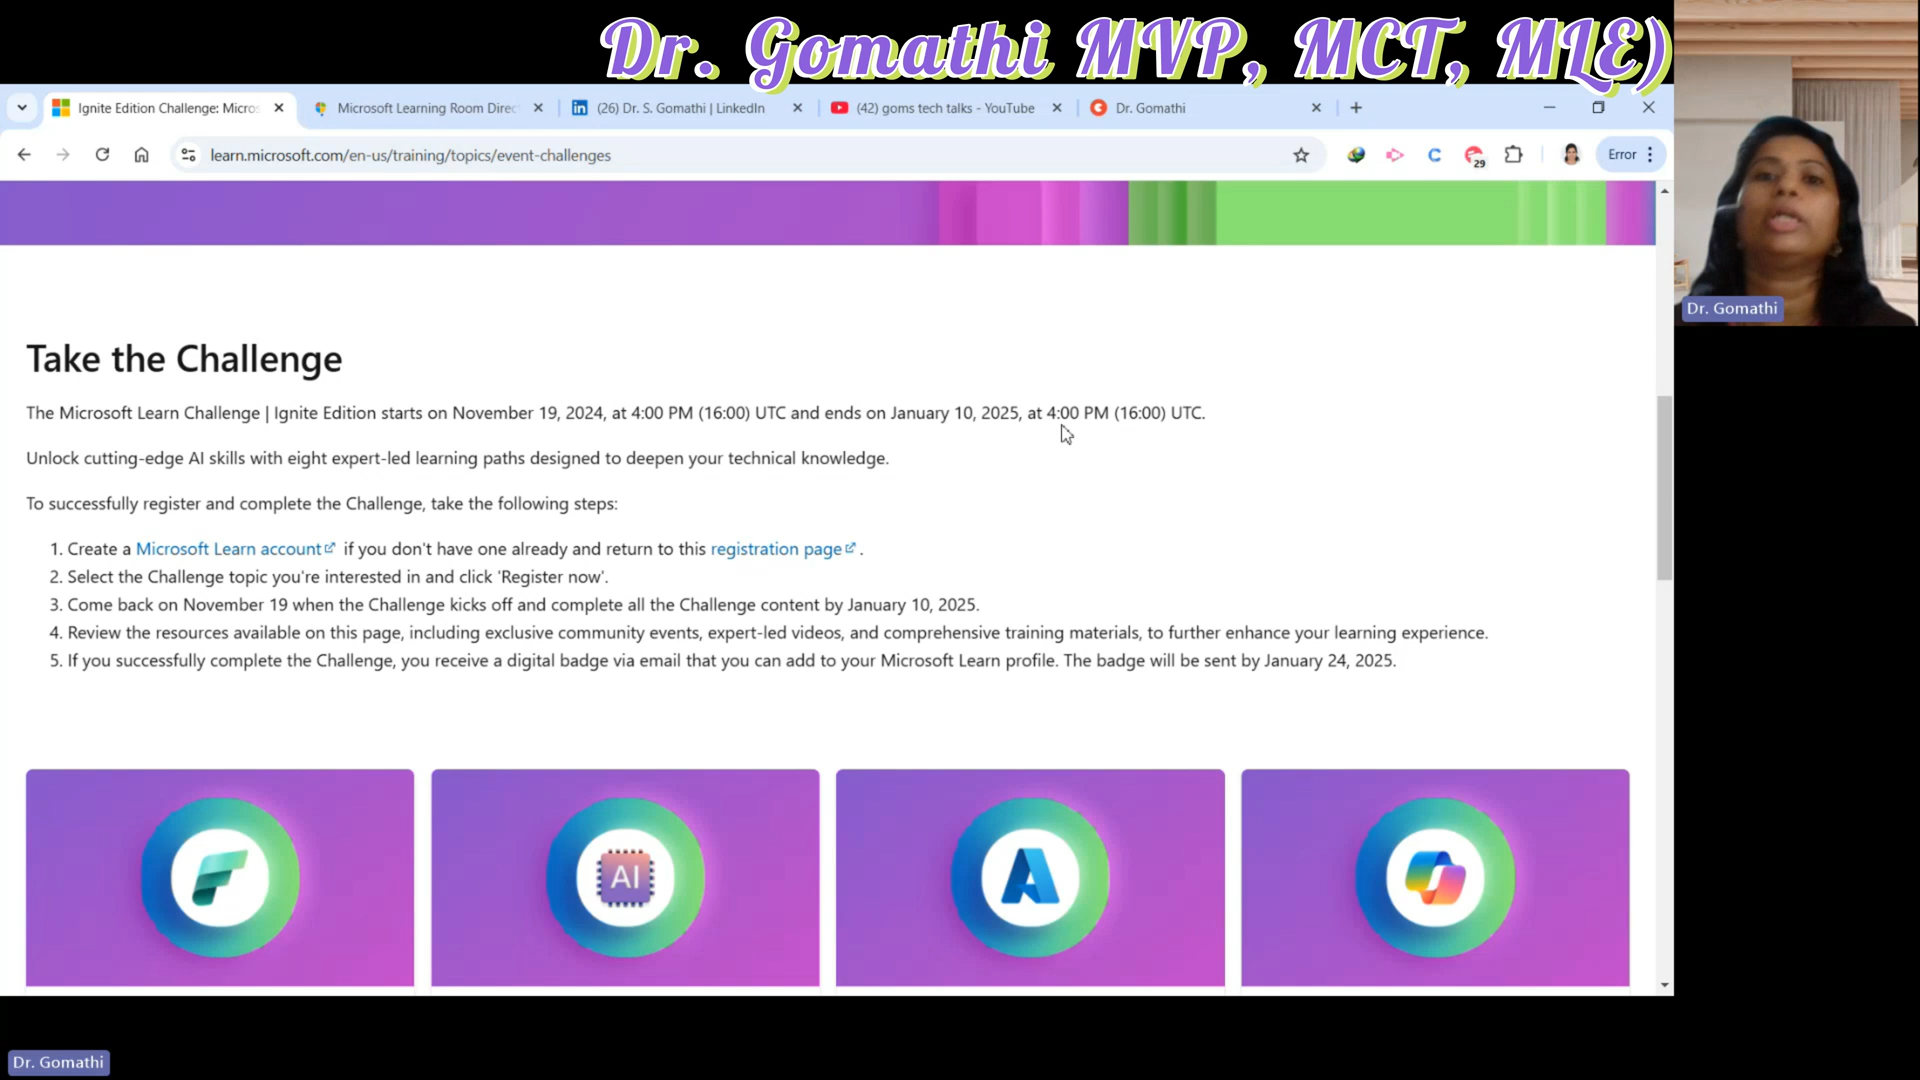 Dr. Gomathi MVP, MCT, MLE)
Ignite Edition Challenge: Micros
Microsoft Learning Room Direc
(26) Dr. S. Gomathi | LinkedIn
(42) goms tech talks - YouTube
Dr. Gomathi
learn.microsoft.com/en-us/training/topics/event-challenges
29
Error
Dr. Gomathi
Take the Challenge
The Microsoft Learn Challenge | Ignite Edition starts on November 19, 2024, at 4:00 PM (16:00) UTC and ends on January 10, 2025, at 4:00 PM (16:00) UTC.
Unlock cutting-edge AI skills with eight expert-led learning paths designed to deepen your technical knowledge.
To successfully register and complete the Challenge, take the following steps:
1. Create a Microsoft Learn account if you don't have one already and return to this registration page .
2. Select the Challenge topic you're interested in and click 'Register now'.
3. Come back on November 19 when the Challenge kicks off and complete all the Challenge content by January 10, 2025.
4. Review the resources available on this page, including exclusive community events, expert-led videos, and comprehensive training materials, to further enhance your learning experience.
5. If you successfully complete the Challenge, you receive a digital badge via email that you can add to your Microsoft Learn profile. The badge will be sent by January 24, 2025.
AI
Dr. Gomathi